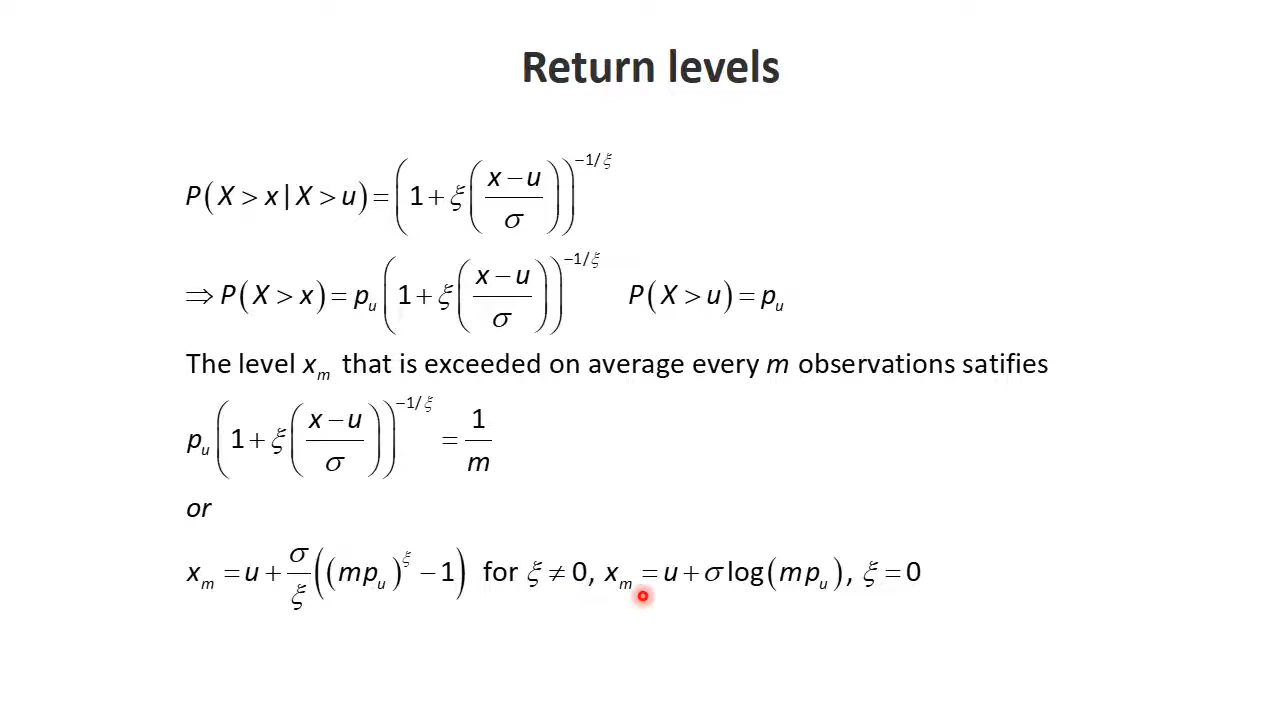 Return levels
P(X > x | X > u) = (1 + ξ((x − u)/σ))^(−1/ξ)
⇒ P(X > x) = p_u (1 + ξ((x − u)/σ))^(−1/ξ) P(X > u) = p_u
The level x_m that is exceeded on average every m observations satifies
p_u (1 + ξ((x − u)/σ))^(−1/ξ) = 1/m
or
x_m = u + σ/ξ((mp_u)^ξ − 1) for ξ ≠ 0, x_m = u + σ log(mp_u), ξ = 0